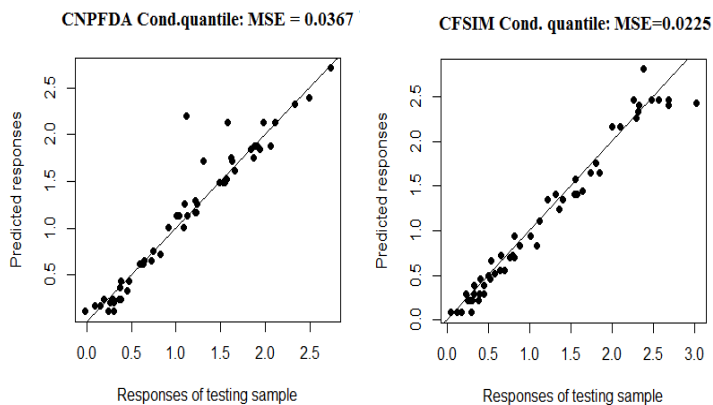 CNPFDA Cond.quantile: MSE = 0.0367
Predicted responses
2.5
2.0
1.5
1.0
0.5
0.0 0.5 1.0 1.5 2.0 2.5
Responses of testing sample
CFSIM Cond. quantile: MSE=0.0225
Predicted responses
2.5
2.0
1.5
1.0
0.5
0.0
0.0 0.5 1.0 1.5 2.0 2.5 3.0
Responses of testing sample